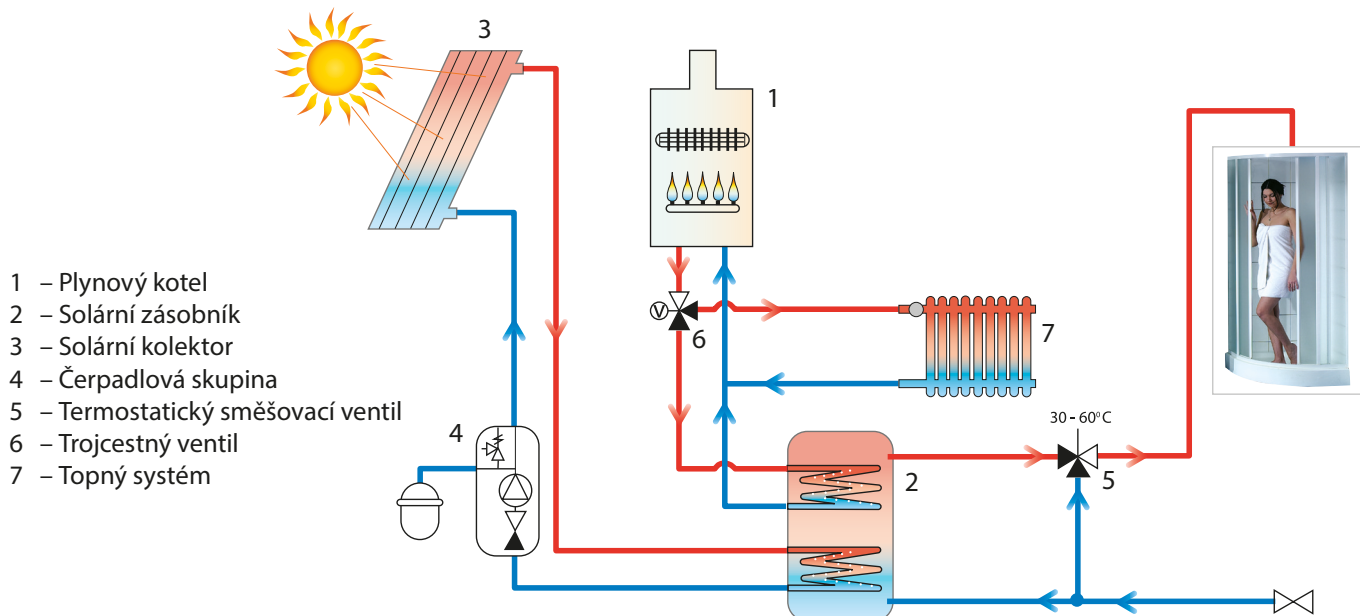 3
1
1 – Plynový kotel
2 – Solární zásobník
3 – Solární kolektor
4 – Čerpadlová skupina
5 – Termostatický směšovací ventil
6 – Trojcestný ventil
7 – Topný systém
V
6
7
4
30 - 60°C
2
5